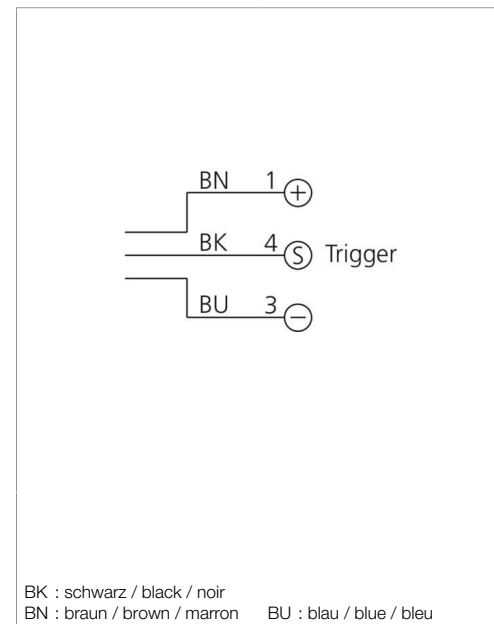 BN 1 +
BK 4 S Trigger
BU 3 −
BK : schwarz / black / noir
BN : braun / brown / marron BU : blau / blue / bleu